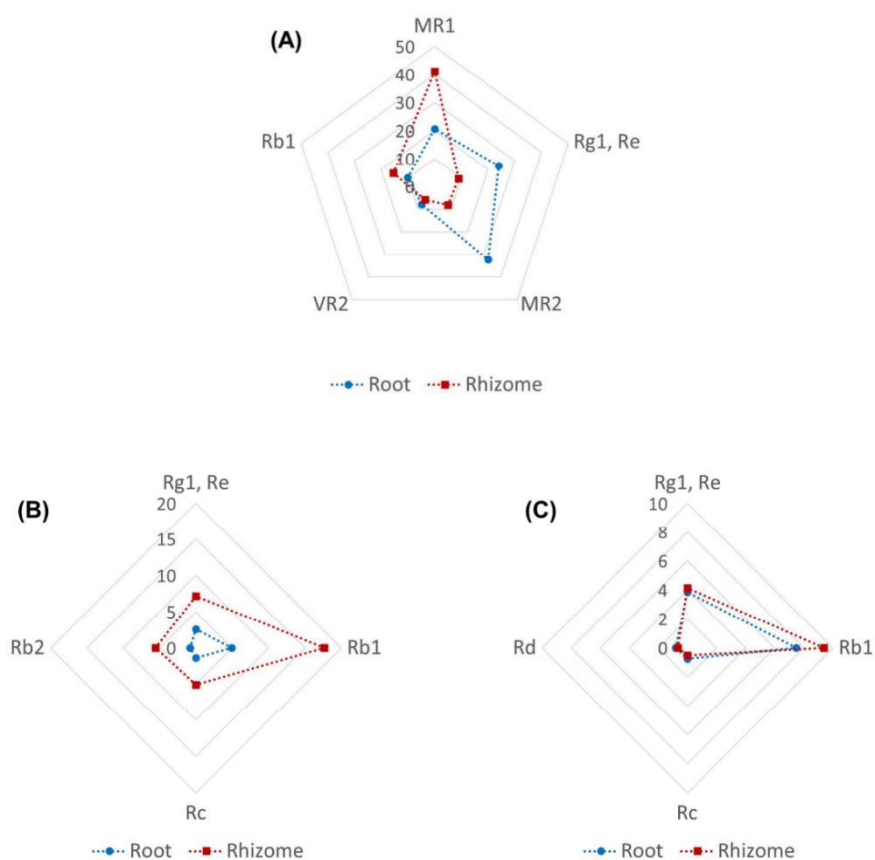 (A)
MR1
50
40
30
20
10
0
Rb1
Rg1, Re
VR2
MR2
Root Rhizome
(B)
Rg1, Re
20
15
10
5
0
Rb2
Rb1
Rc
Root Rhizome
(C)
Rg1, Re
10
8
6
4
2
0
Rd
Rb1
Rc
Root Rhizome